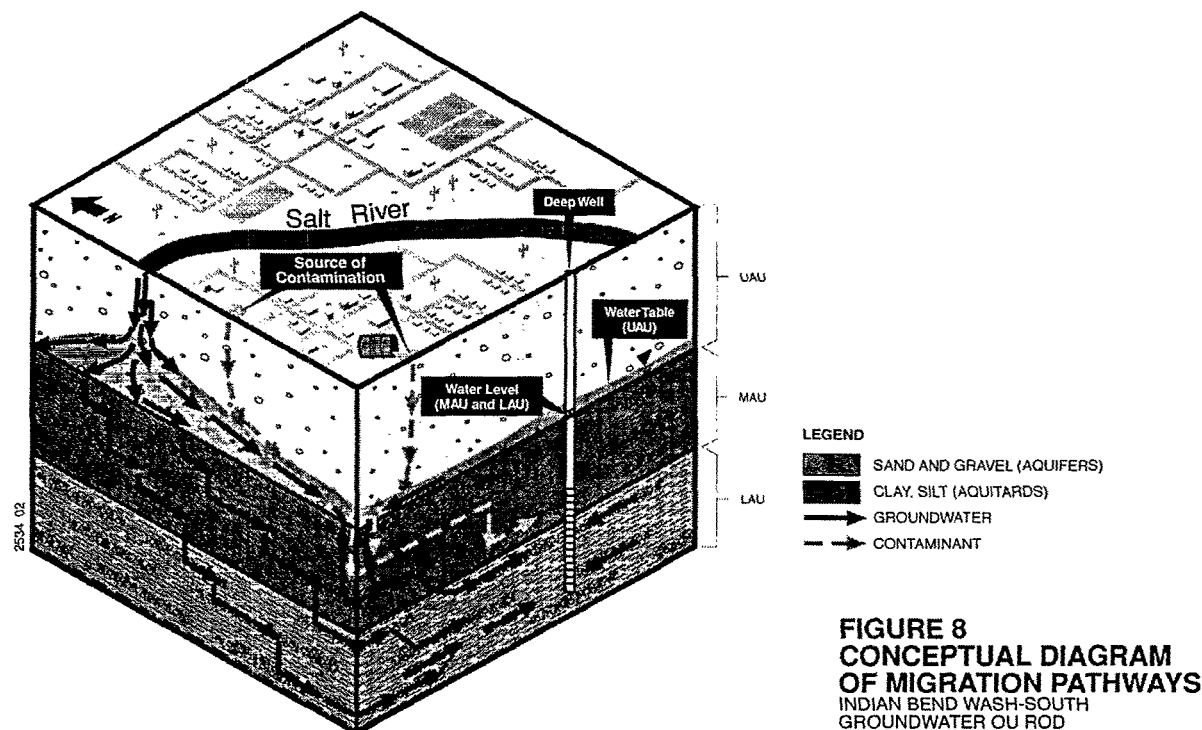 N
Salt River
Deep Well
Source of
Contamination
Water Table
(UAU)
Water Level
(MAU and LAU)
UAU
MAU
LAU
2534 02
LEGEND
SAND AND GRAVEL (AQUIFERS)
CLAY, SILT (AQUITARDS)
GROUNDWATER
CONTAMINANT
FIGURE 8
CONCEPTUAL DIAGRAM
OF MIGRATION PATHWAYS
INDIAN BEND WASH-SOUTH
GROUNDWATER OU ROD